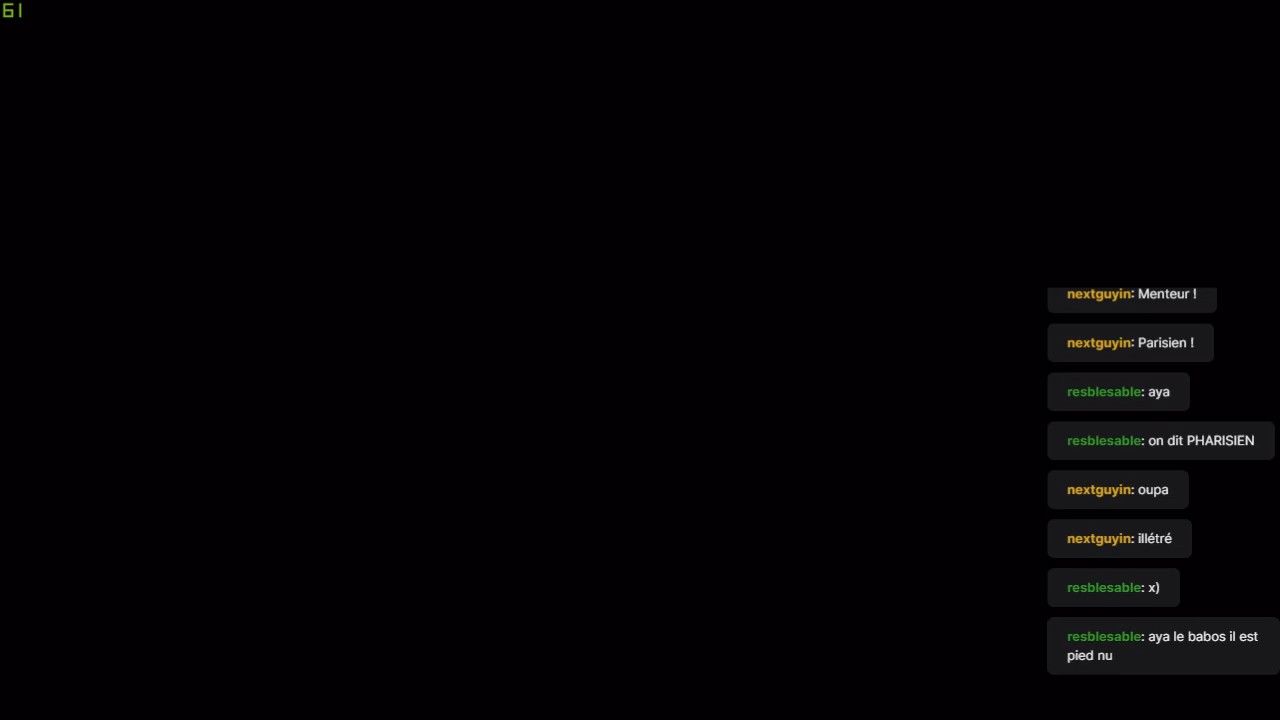 61
nextguyin: Menteur !
nextguyin: Parisien !
resblesable: aya
resblesable: on dit PHARISIEN
nextguyin: oupa
nextguyin: illétré
resblesable: x)
resblesable: aya le babos il est
pied nu